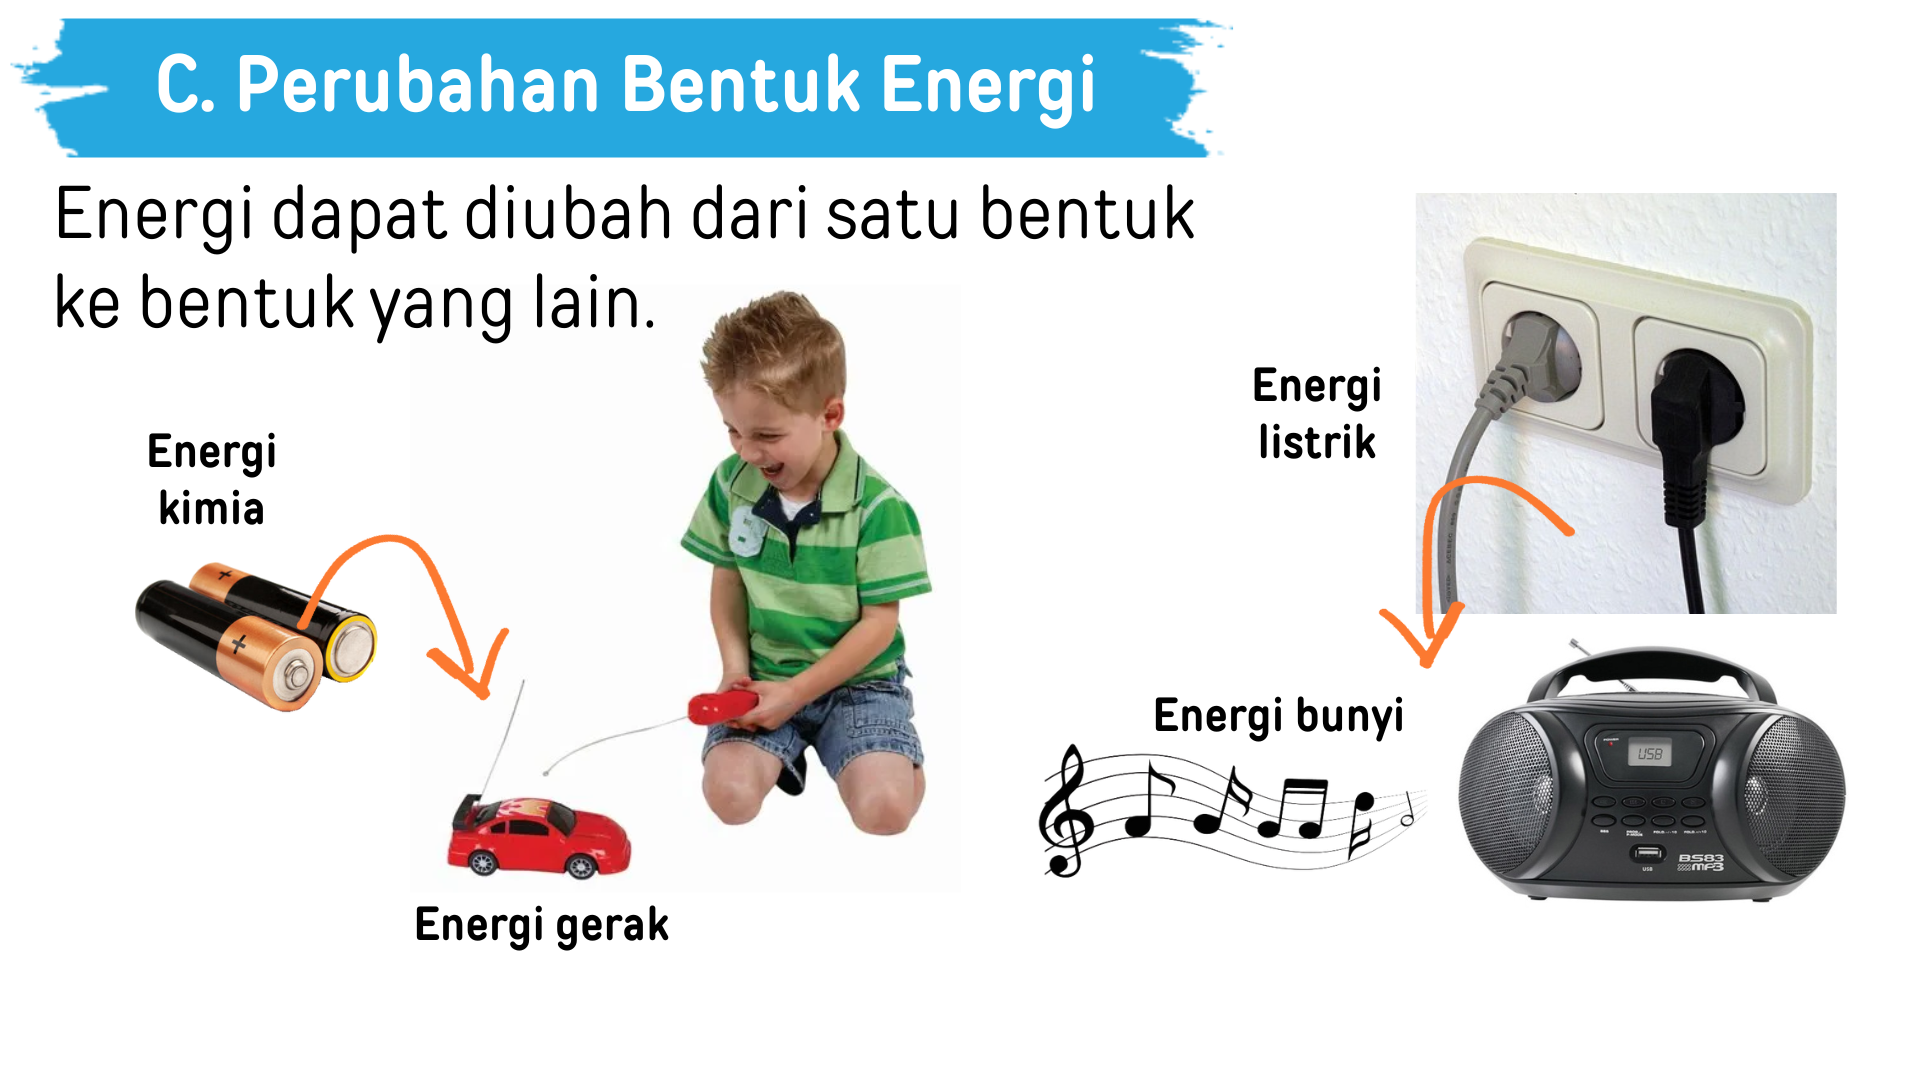 C. Perubahan Bentuk Energi
Energi dapat diubah dari satu bentuk
ke bentuk yang lain.
Energi
kimia
Energi gerak
Energi
listrik
Energi bunyi
USB
USB
BS83
MP3